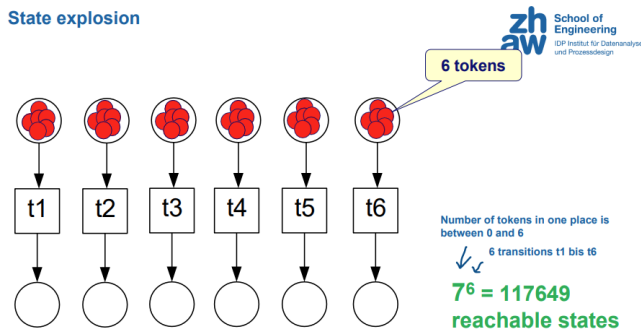 State explosion
zh
aw
School of
Engineering
IDP Institut für Datenanalyse
und Prozessdesign
6 tokens
t1
t2
t3
t4
t5
t6
Number of tokens in one place is
between 0 and 6
6 transitions t1 bis t6
7⁶ = 117649
reachable states